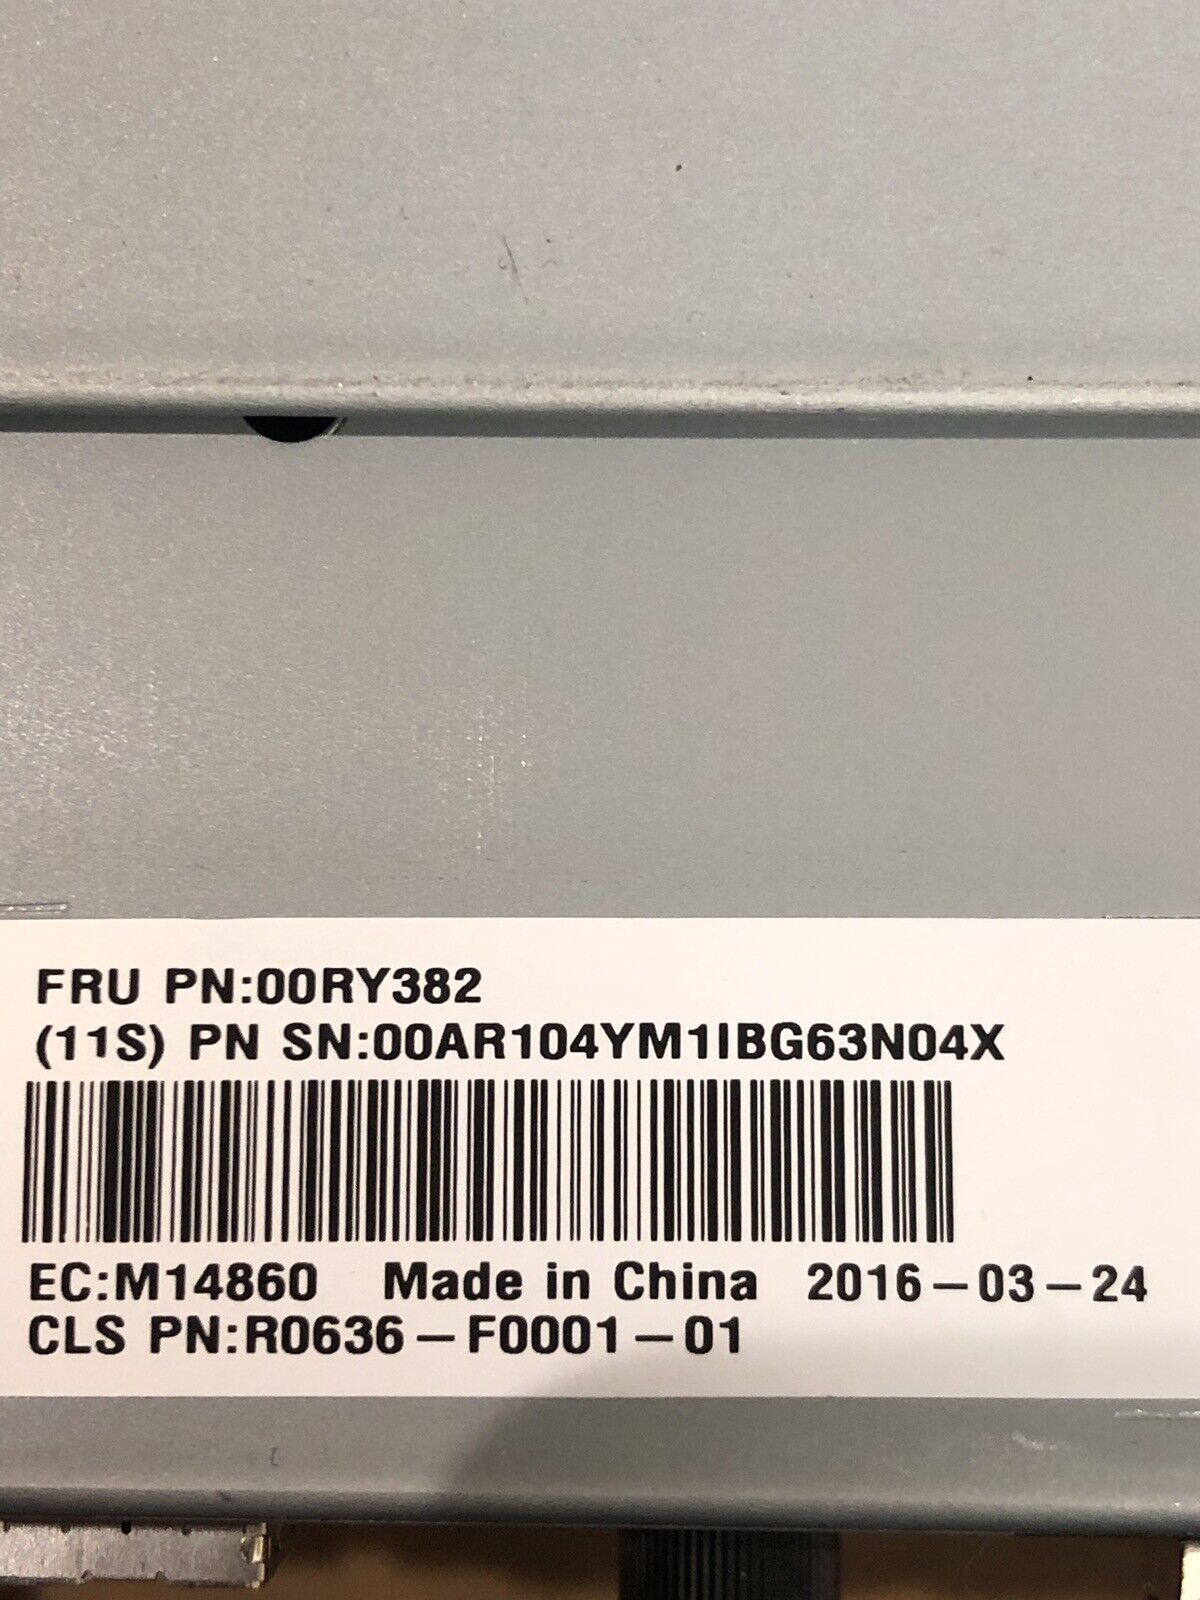 FRU PN:00RY382
(11S) PN SN:00AR104YM1IBG63N04X
EC:M14860 Made in China 2016-03-24
CLS PN:R0636-F0001-01